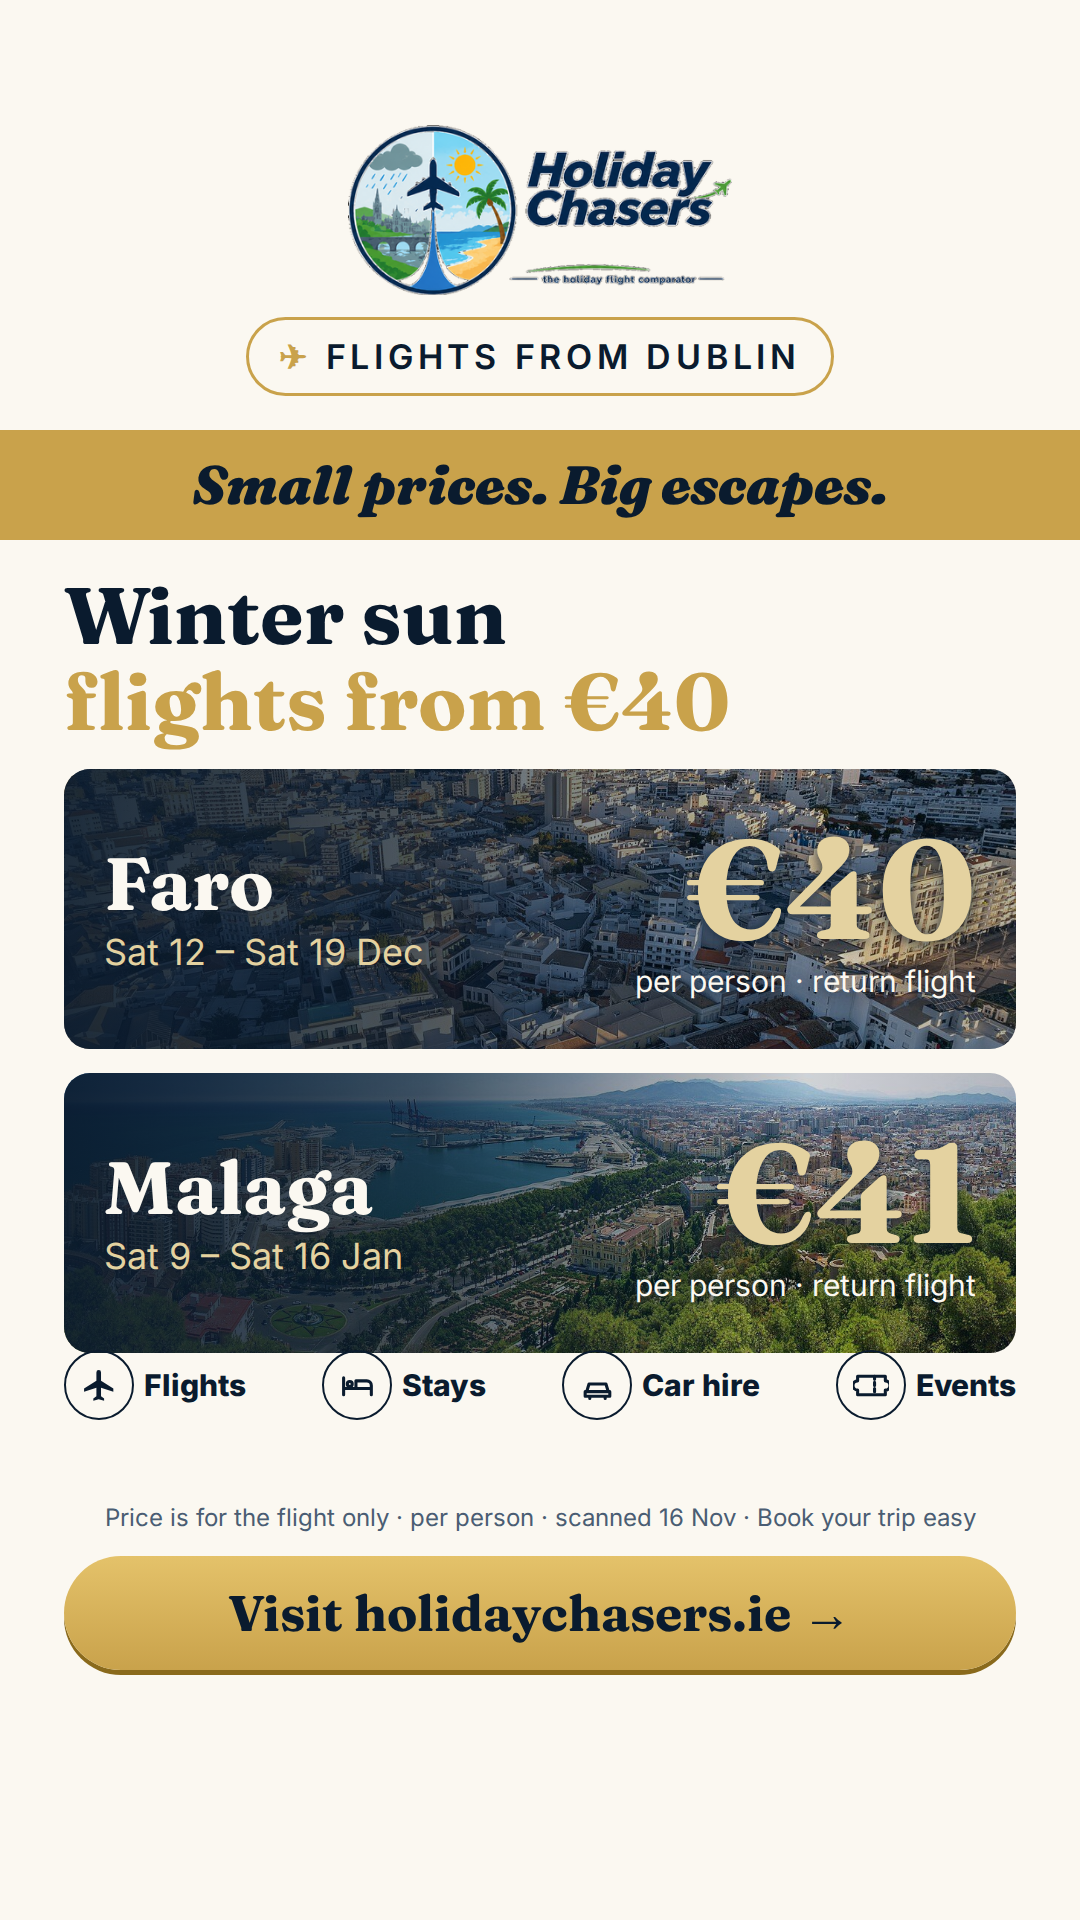 Holiday
Chasers
the holiday flight comparator
✈ FLIGHTS FROM DUBLIN
Small prices. Big escapes.
Winter sun
flights from €40
Faro
Sat 12 – Sat 19 Dec
€40
per person · return flight
Malaga
Sat 9 – Sat 16 Jan
€41
per person · return flight
Flights Stays Car hire Events
Price is for the flight only · per person · scanned 16 Nov · Book your trip easy
Visit holidaychasers.ie →